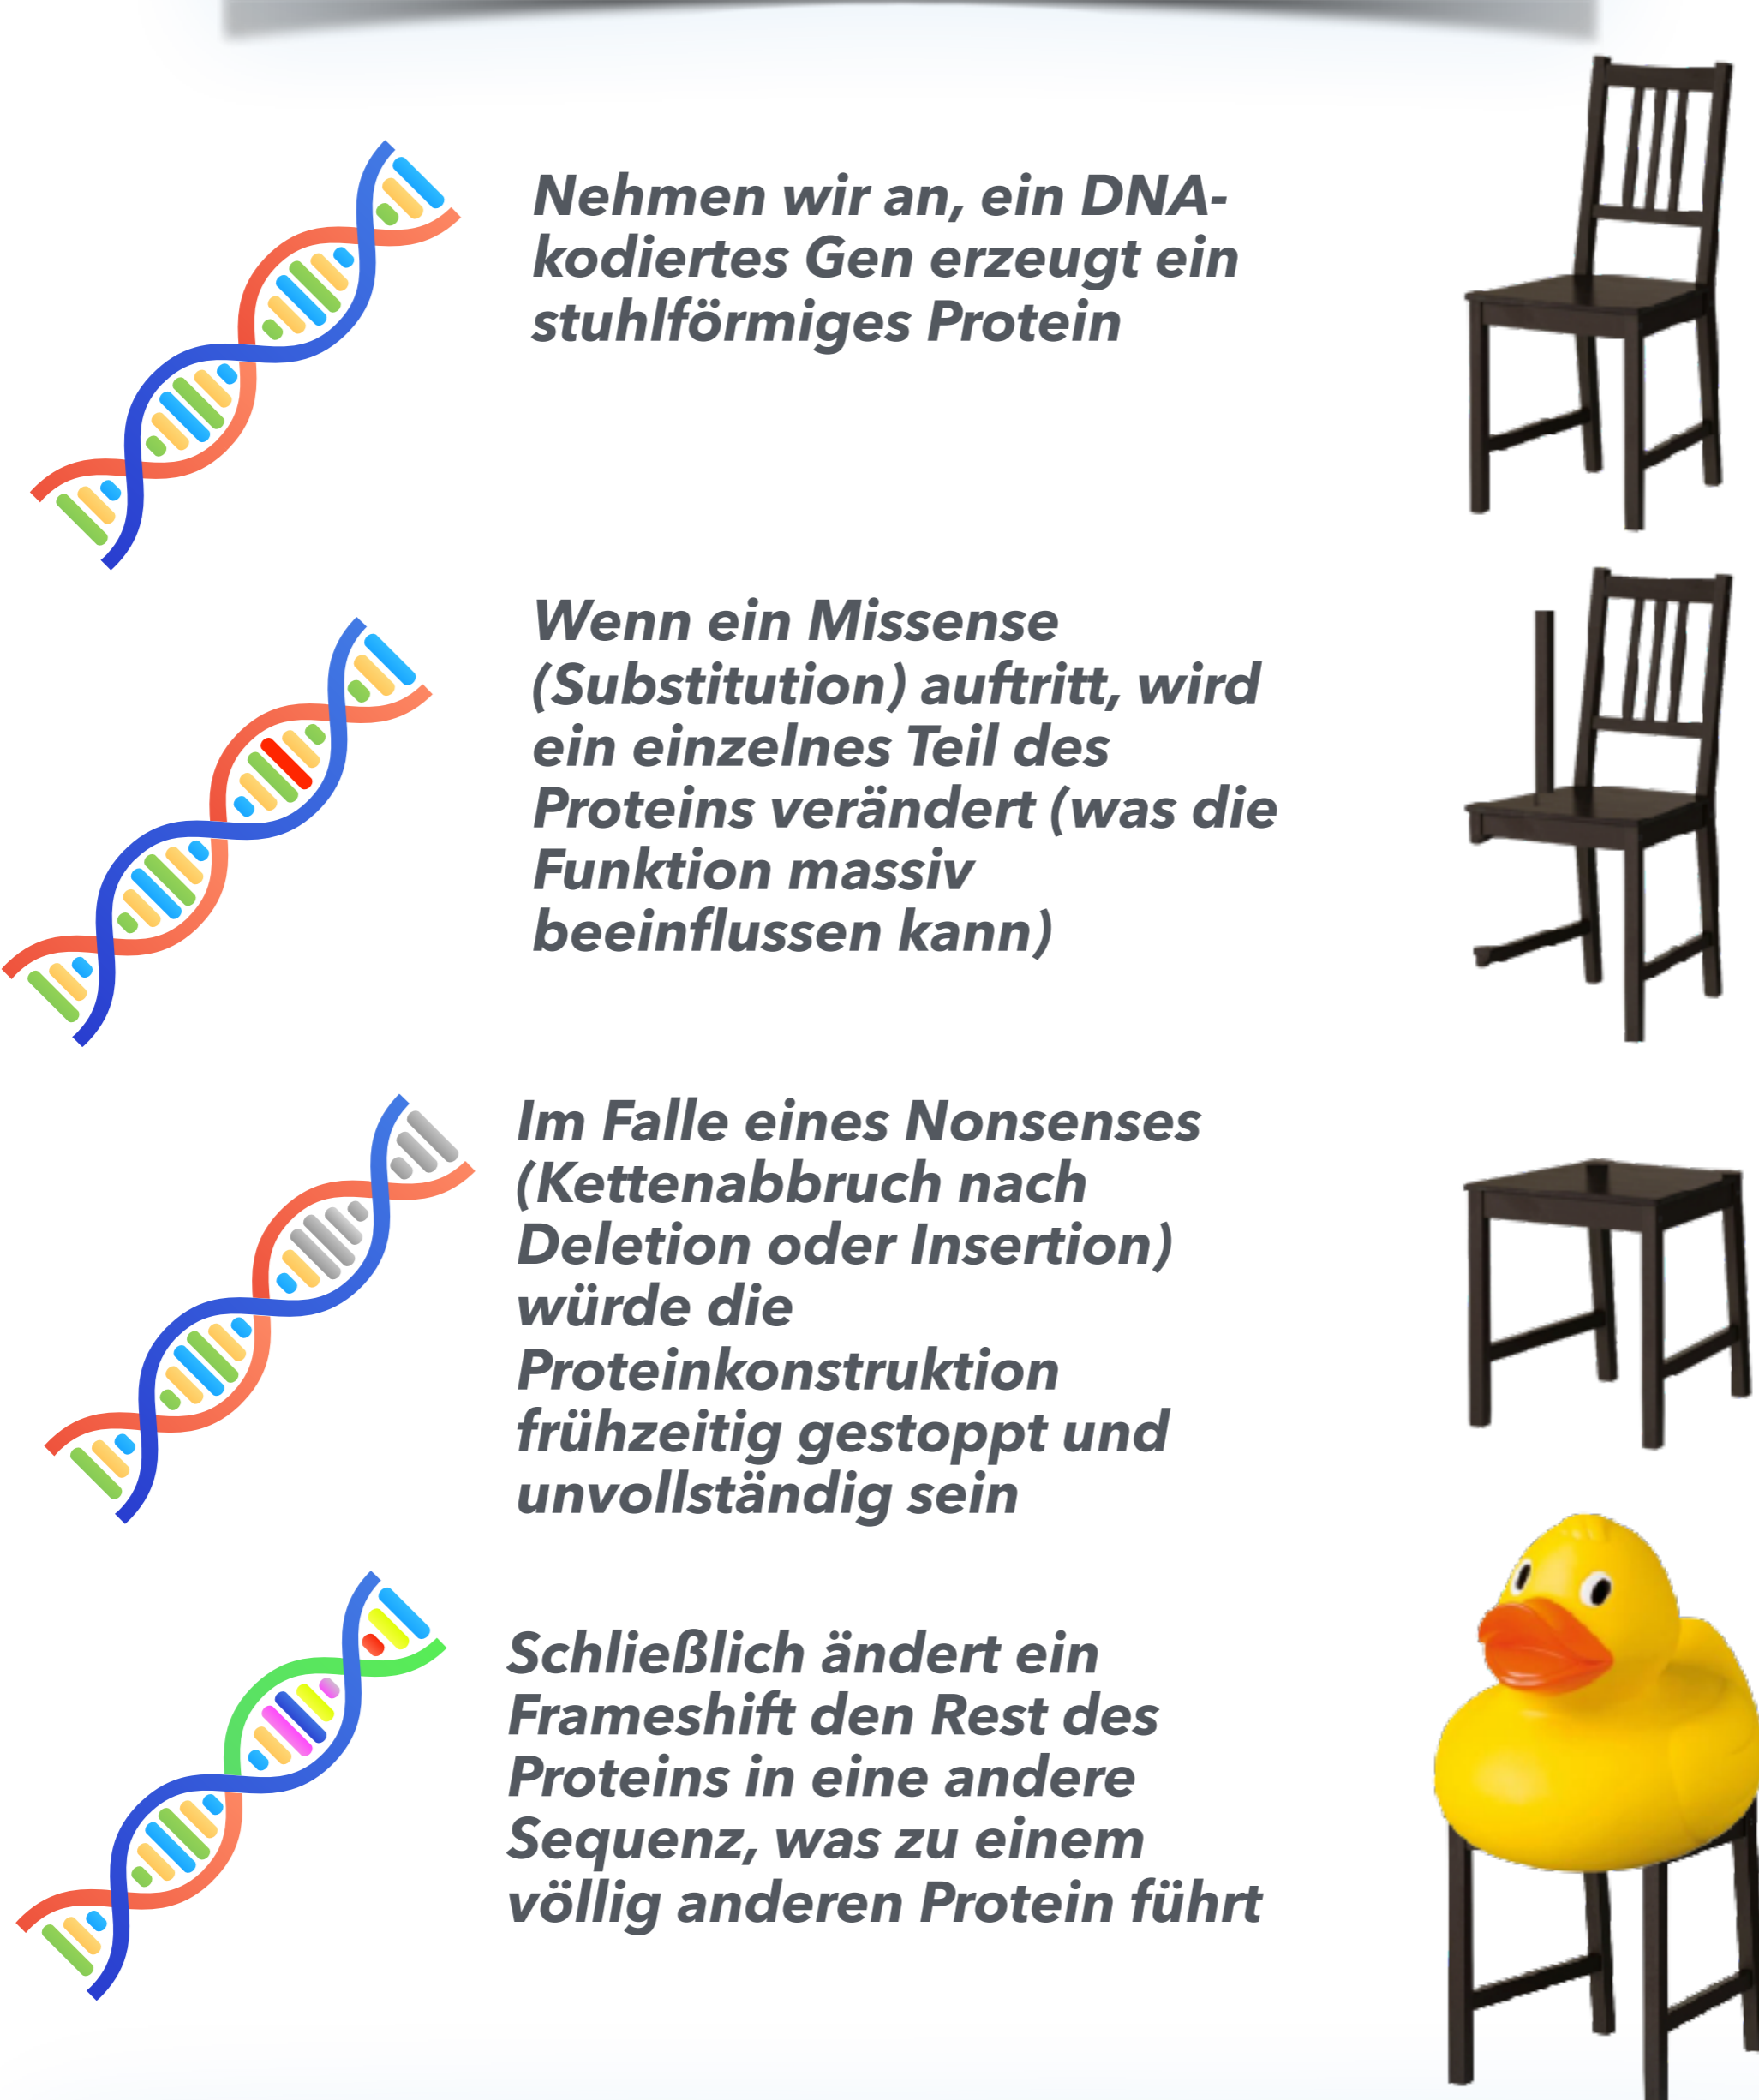 Nehmen wir an, ein DNA-
kodiertes Gen erzeugt ein
stuhlförmiges Protein
Wenn ein Missense
(Substitution) auftritt, wird
ein einzelnes Teil des
Proteins verändert (was die
Funktion massiv
beeinflussen kann)
Im Falle eines Nonsenses
(Kettenabbruch nach
Deletion oder Insertion)
würde die
Proteinkonstruktion
frühzeitig gestoppt und
unvollständig sein
Schließlich ändert ein
Frameshift den Rest des
Proteins in eine andere
Sequenz, was zu einem
völlig anderen Protein führt